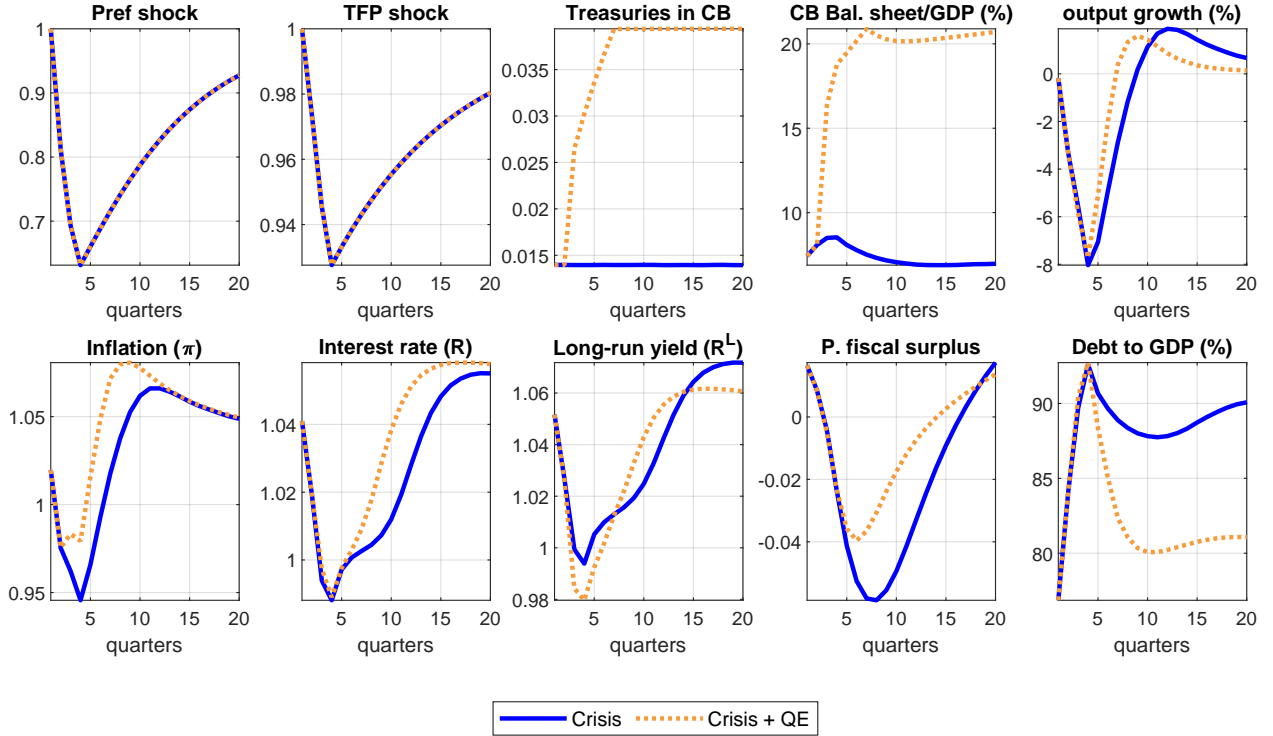 Pref shock
1
0.9
0.8
0.7
5 10 15 20
quarters
TFP shock
1
0.98
0.96
0.94
5 10 15 20
quarters
Treasuries in CB
0.035
0.03
0.025
0.02
0.015
5 10 15 20
quarters
CB Bal. sheet/GDP (%)
20
15
10
5 10 15 20
quarters
output growth (%)
0
-2
-4
-6
-8
5 10 15 20
quarters
Inflation (π)
1.05
1
0.95
5 10 15 20
quarters
Interest rate (R)
1.04
1.02
1
5 10 15 20
quarters
Long-run yield (R^L)
1.06
1.04
1.02
1
0.98
5 10 15 20
quarters
P. fiscal surplus
0
-0.02
-0.04
5 10 15 20
quarters
Debt to GDP (%)
90
85
80
5 10 15 20
quarters
Crisis
Crisis + QE